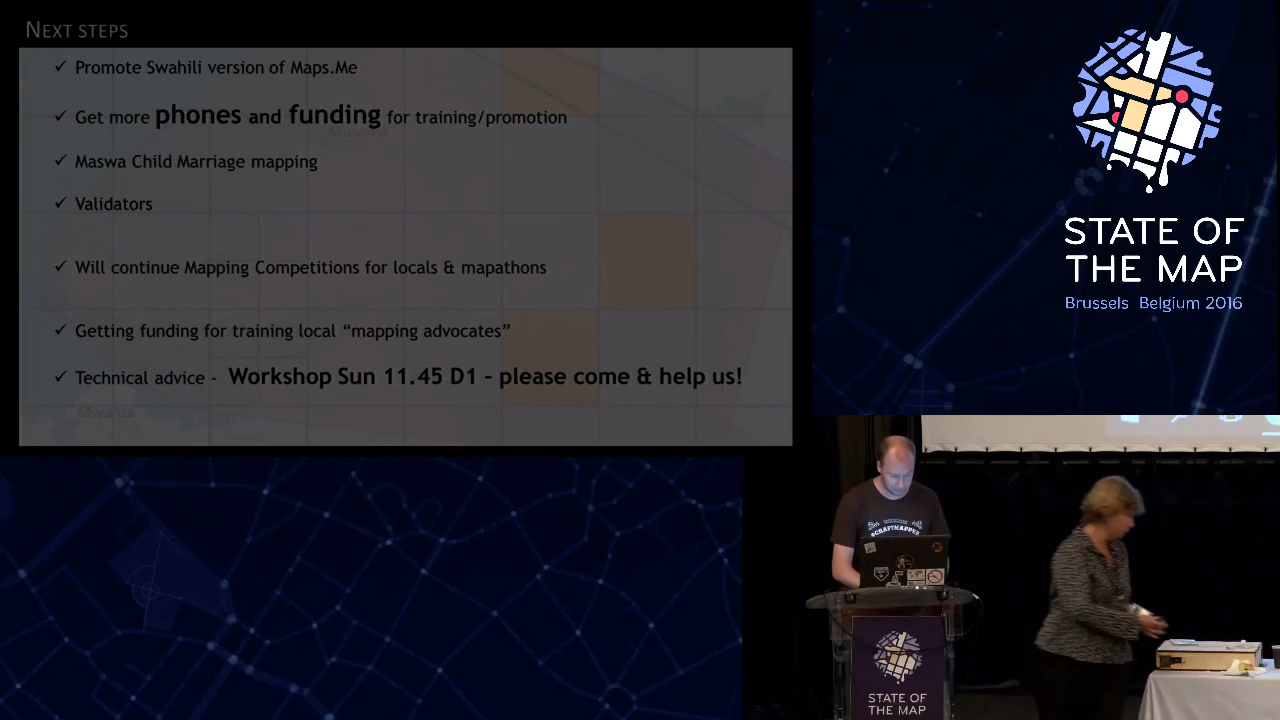 NEXT STEPS
✓ Promote Swahili version of Maps.Me
✓ Get more phones and funding for training/promotion
Musoma
✓ Maswa Child Marriage mapping
✓ Validators
✓ Will continue Mapping Competitions for locals & mapathons
✓ Getting funding for training local “mapping advocates”
✓ Technical advice - Workshop Sun 11.45 D1 – please come & help us!
Mwanza
STATE OF
THE MAP
Brussels Belgium 2016
#CRAFTMAPPER
STATE OF
THE MAP